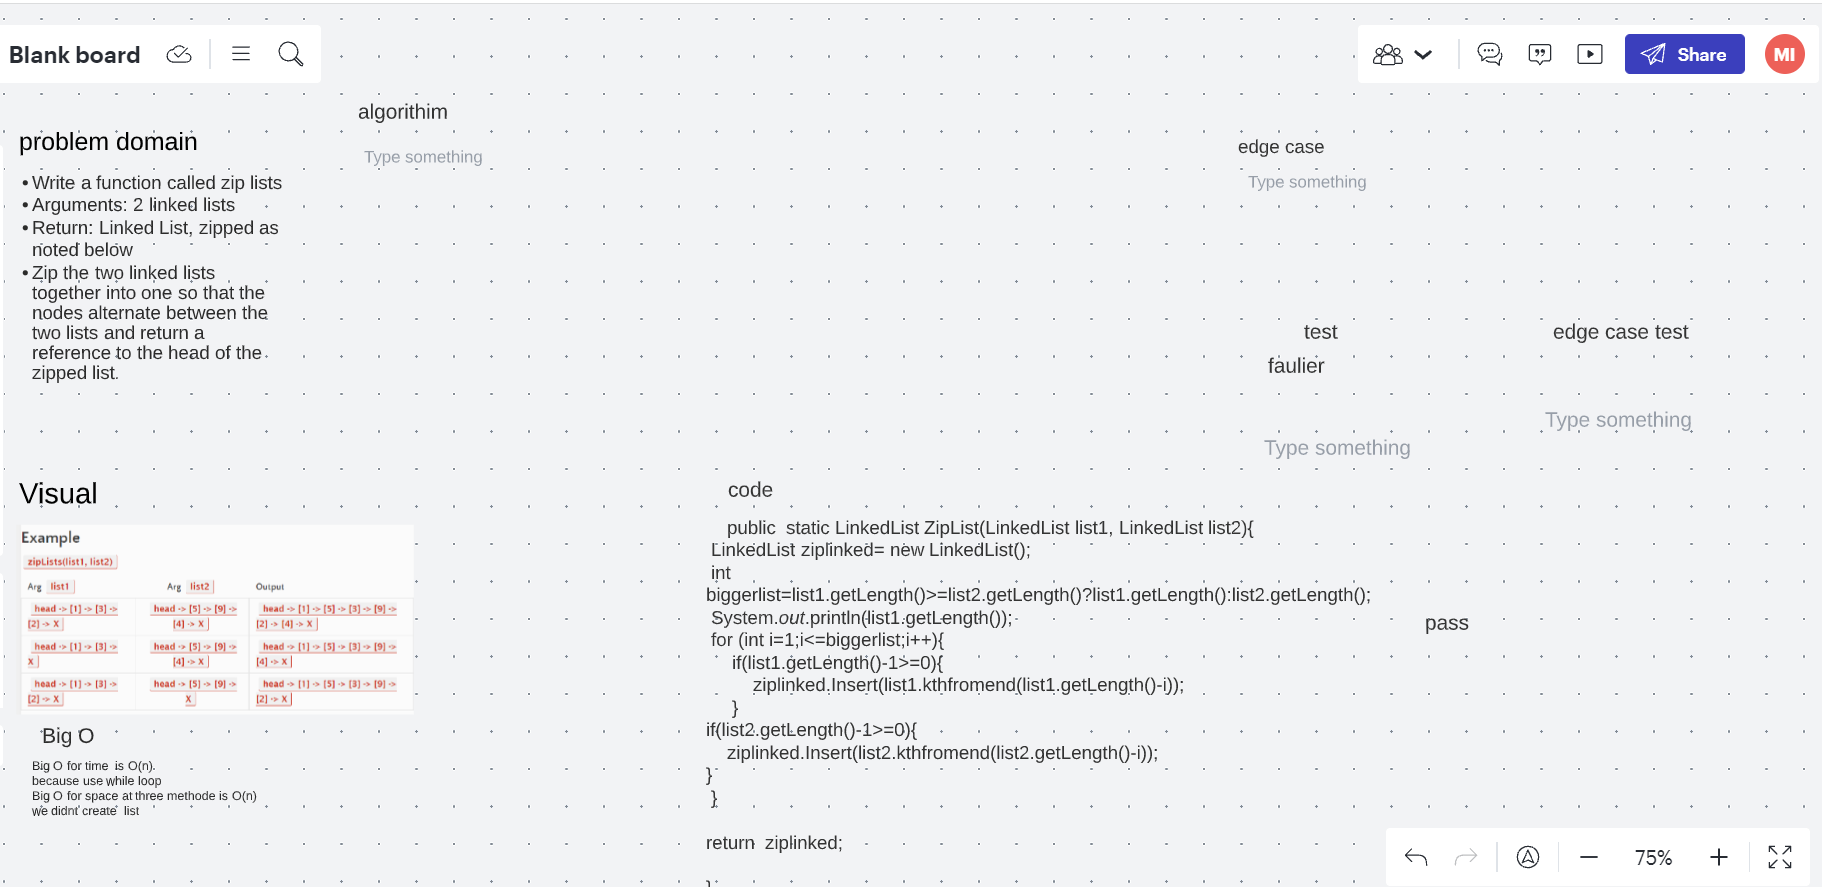 Blank board
Share
MI
algorithim
Type something
problem domain
• Write a function called zip lists
• Arguments: 2 linked lists
• Return: Linked List, zipped as
noted below
• Zip the two linked lists
together into one so that the
nodes alternate between the
two lists and return a
reference to the head of the
zipped list.
edge case
Type something
test
faulier
Type something
edge case test
Type something
Visual
Example
zipLists(list1, list2)
Arg list1 Arg list2 Output
head -> [1] -> [3] -> head -> [5] -> [9] -> head -> [1] -> [5] -> [3] -> [9] ->
[2] -> X [4] -> X [2] -> [4] -> X
head -> [1] -> [3] -> head -> [5] -> [9] -> head -> [1] -> [5] -> [3] -> [9] ->
X [4] -> X [4] -> X
head -> [1] -> [3] -> head -> [5] -> [9] -> head -> [1] -> [5] -> [3] -> [9] ->
[2] -> X X [2] -> X
Big O
Big O for time is O(n).
because use while loop
Big O for space at three methode is O(n)
we didnt create list
code
public static LinkedList ZipList(LinkedList list1, LinkedList list2){
LinkedList ziplinked= new LinkedList();
int
biggerlist=list1.getLength()>=list2.getLength()?list1.getLength():list2.getLength();
System.out.println(list1.getLength());
for (int i=1;i<=biggerlist;i++){
if(list1.getLength()-1>=0){
ziplinked.Insert(list1.kthfromend(list1.getLength()-i));
}
if(list2.getLength()-1>=0){
ziplinked.Insert(list2.kthfromend(list2.getLength()-i));
}
}
return ziplinked;
}
pass
75%